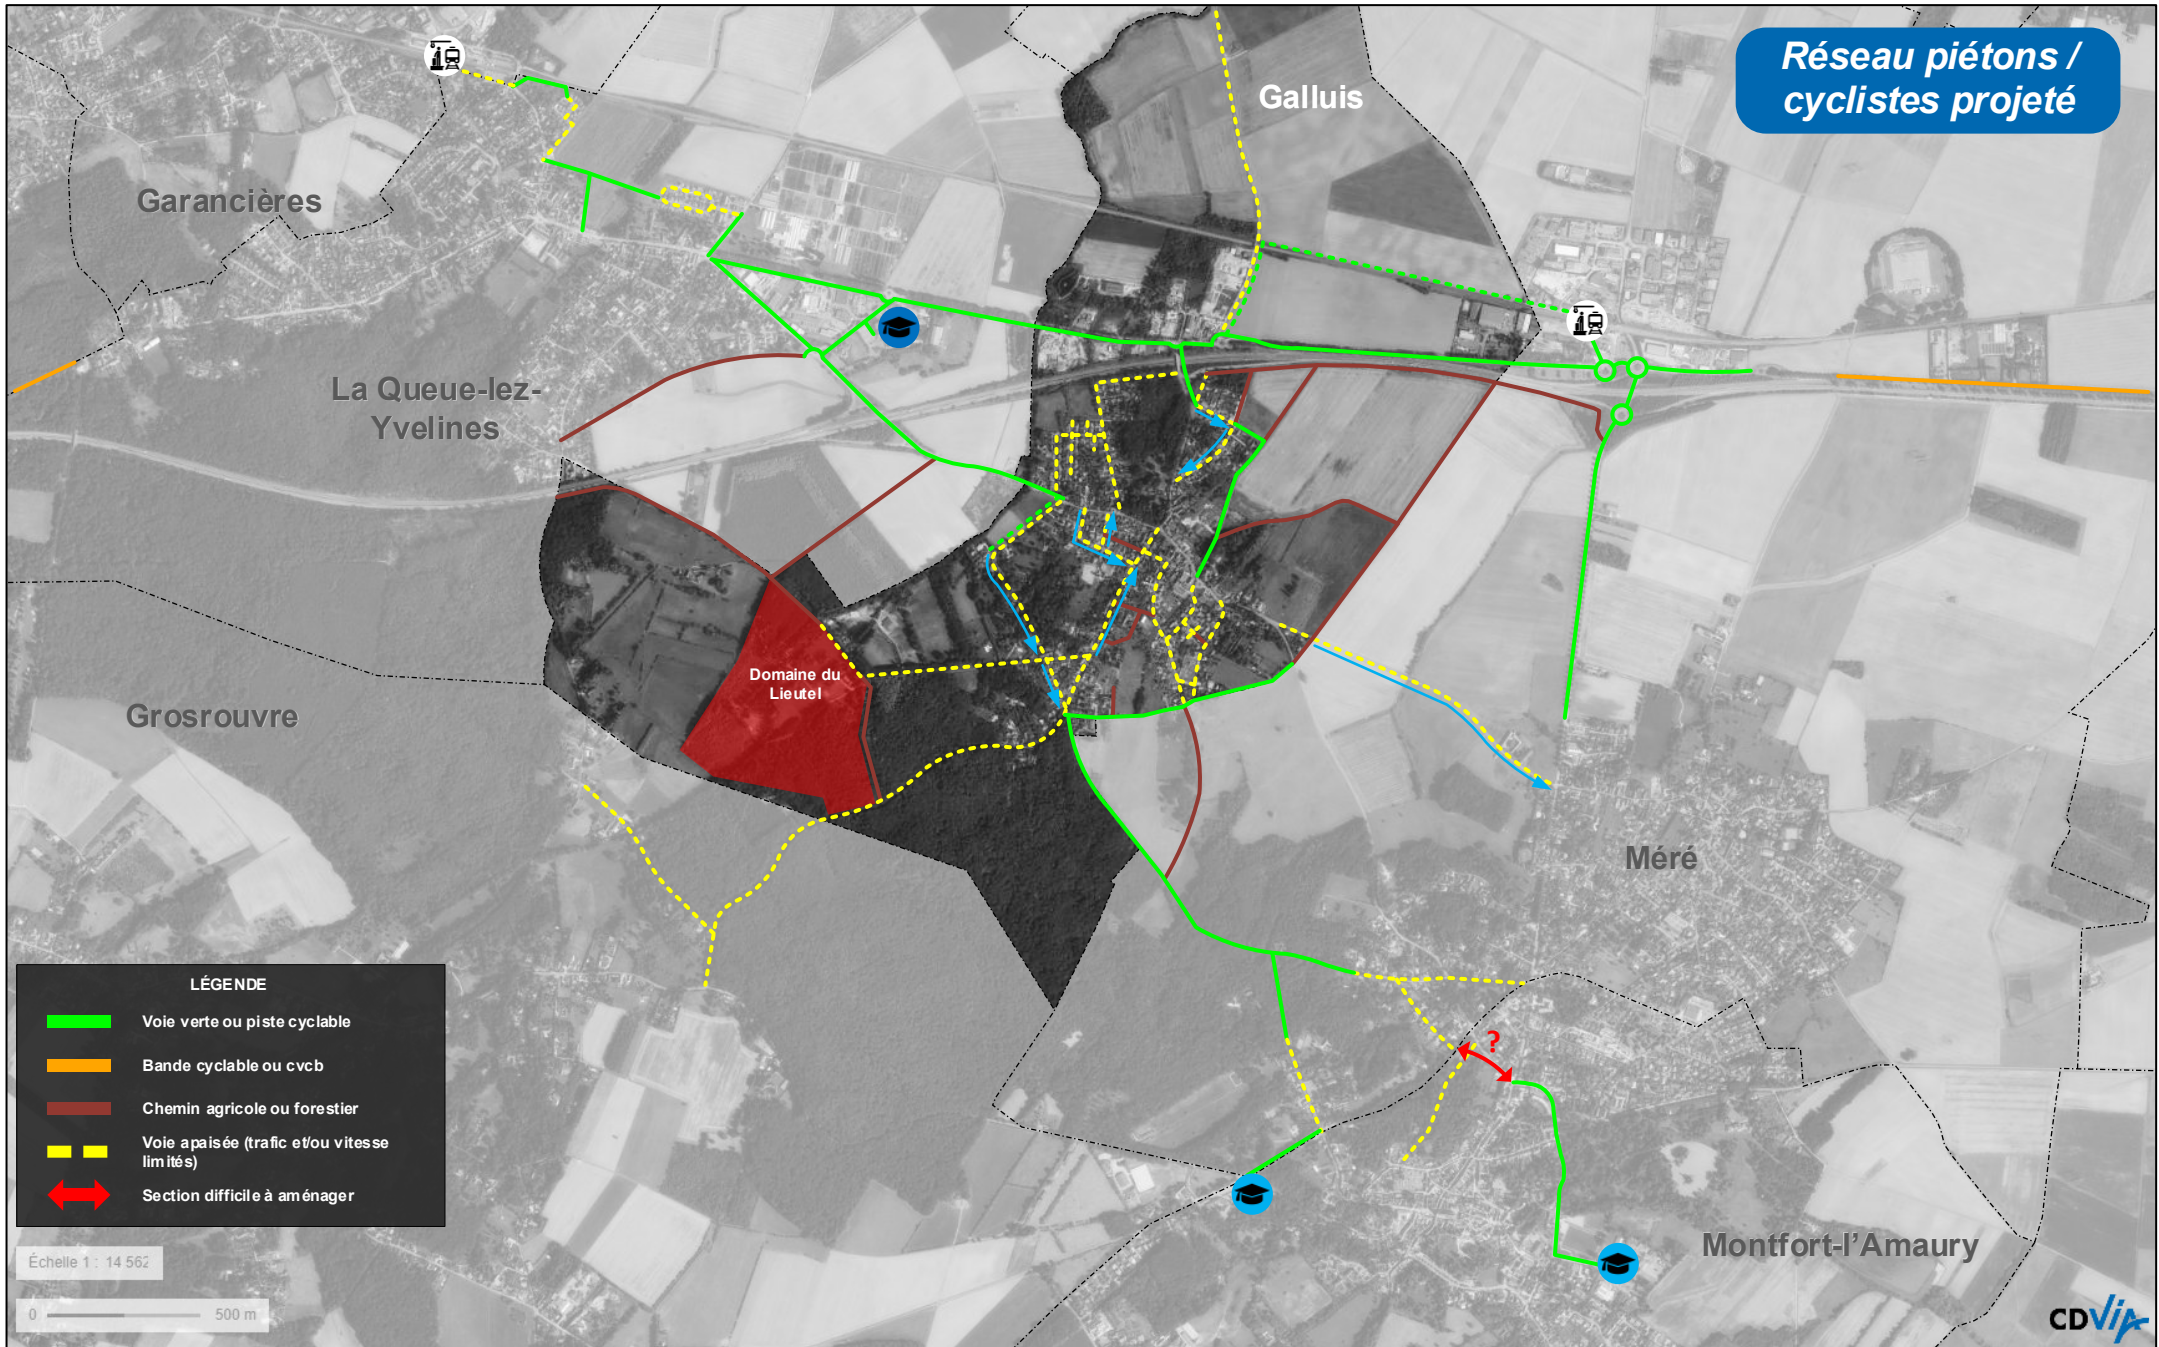 Réseau piétons /
cyclistes projeté
Galluis
Garancières
La Queue-lez-
Yvelines
Domaine du
Lieutel
Grosrouvre
Méré
?
Montfort-l'Amaury
LÉGENDE
Voie verte ou piste cyclable
Bande cyclable ou cvcb
Chemin agricole ou forestier
Voie apaisée (trafic et/ou vitesse
limités)
Section difficile à aménager
Échelle 1 : 14 562
0 500 m
CDVIA